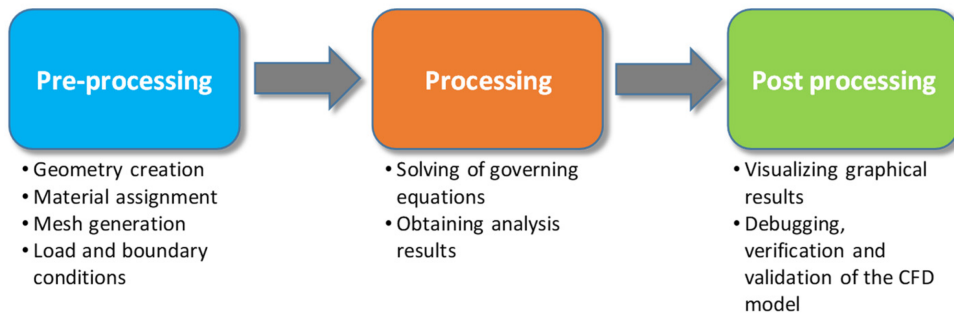 Pre-processing
• Geometry creation
• Material assignment
• Mesh generation
• Load and boundary
conditions
Processing
• Solving of governing
equations
• Obtaining analysis
results
Post processing
• Visualizing graphical
results
• Debugging,
verification and
validation of the CFD
model